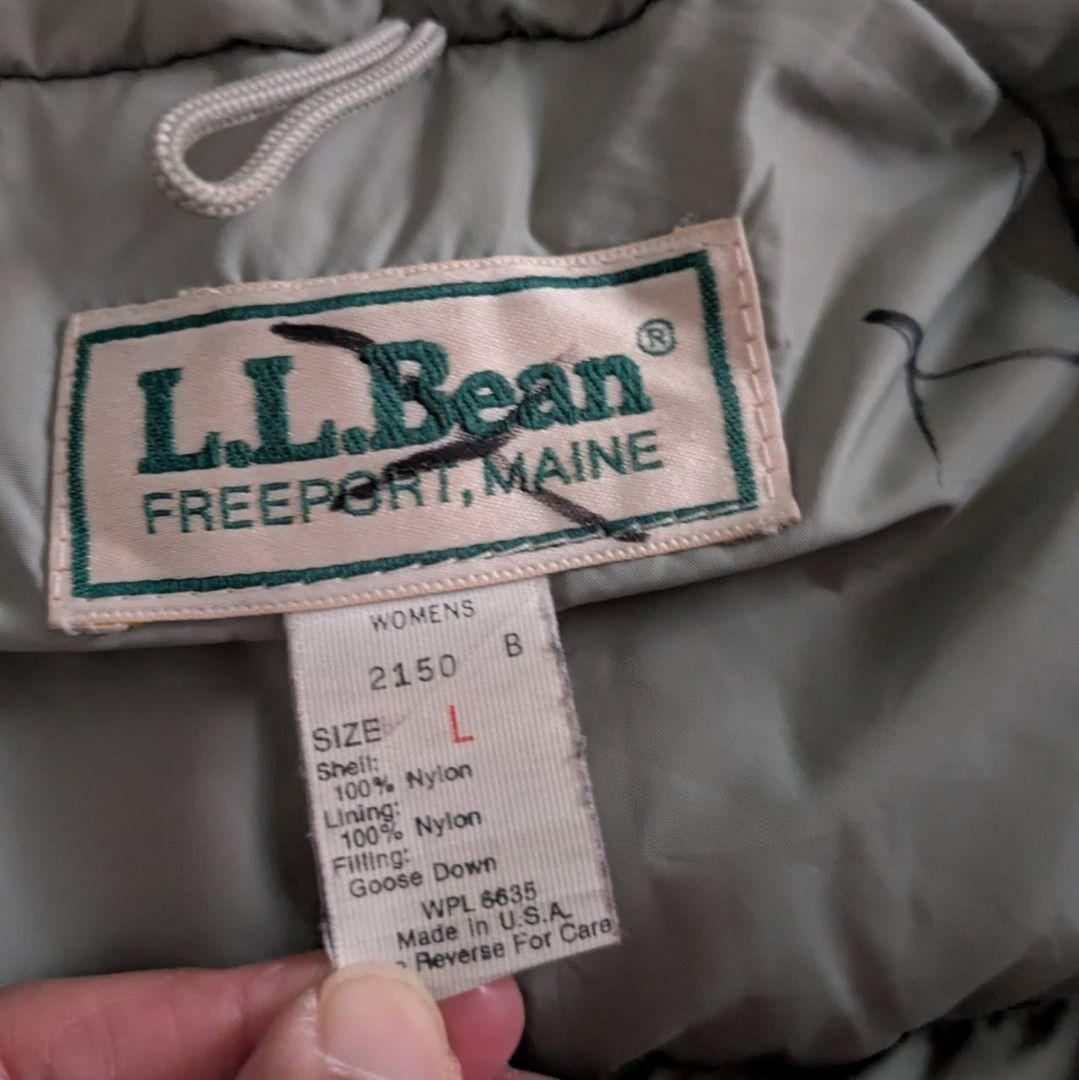 L.L.Bean®
FREEPORT, MAINE
WOMENS
B
2150
SIZE L
Shell:
100% Nylon
Lining:
100% Nylon
Filling:
Goose Down
WPL 6635
Made in U.S.A.
Reverse For Care